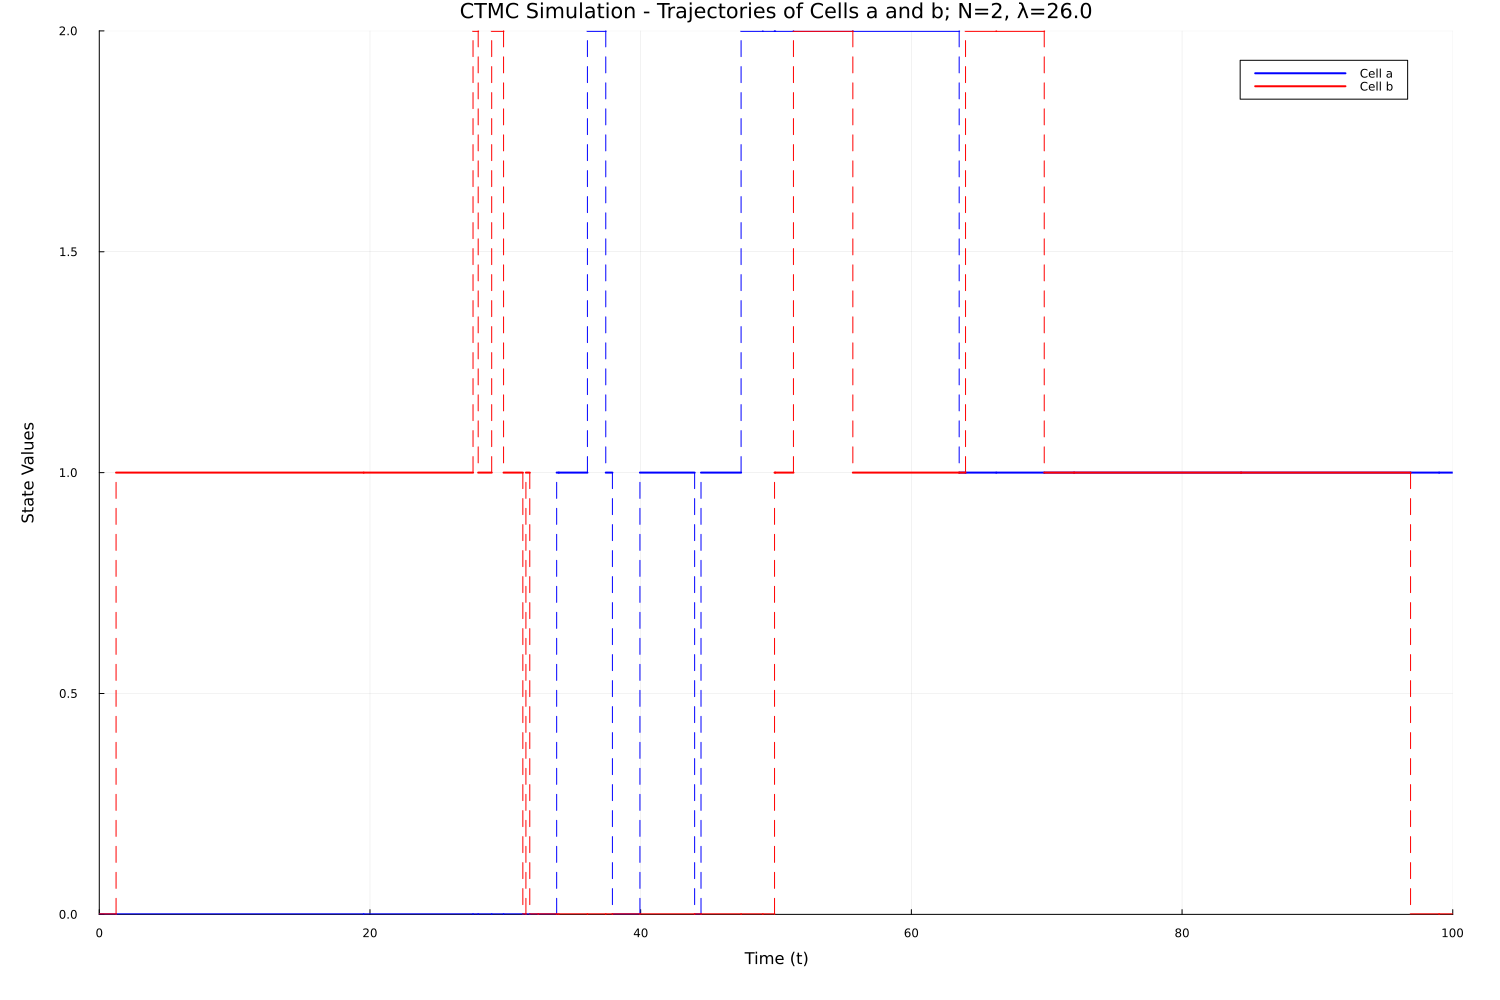 CTMC Simulation - Trajectories of Cells a and b; N=2, λ=26.0
Cell a
Cell b
State Values
2.0
1.5
1.0
0.5
0.0
0 20 40 60 80 100
Time (t)